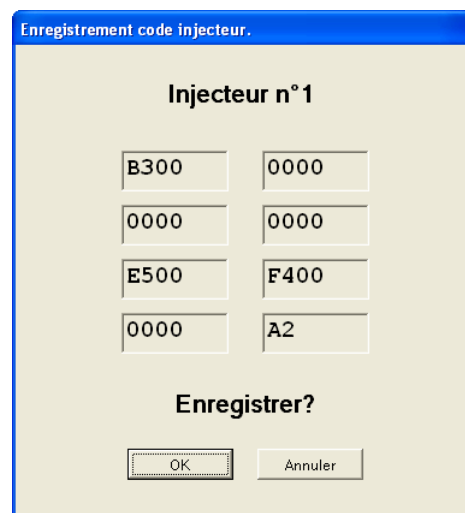 Enregistrement code injecteur.
Injecteur n°1
B300 0000
0000 0000
E500 F400
0000 A2
Enregistrer?
OK Annuler